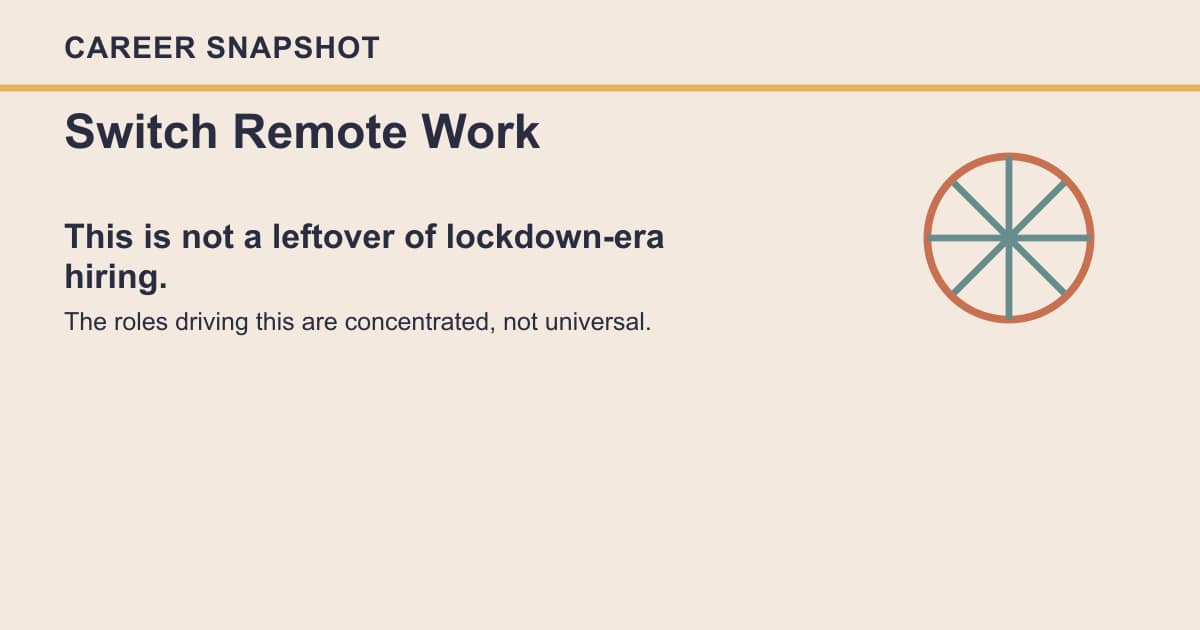 CAREER SNAPSHOT
Switch Remote Work
This is not a leftover of lockdown-era
hiring.
The roles driving this are concentrated, not universal.